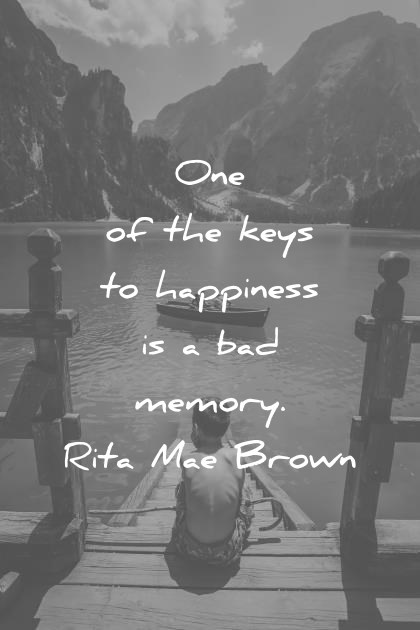 One
of the keys
to happiness
is a bad
memory.
Rita Mae Brown